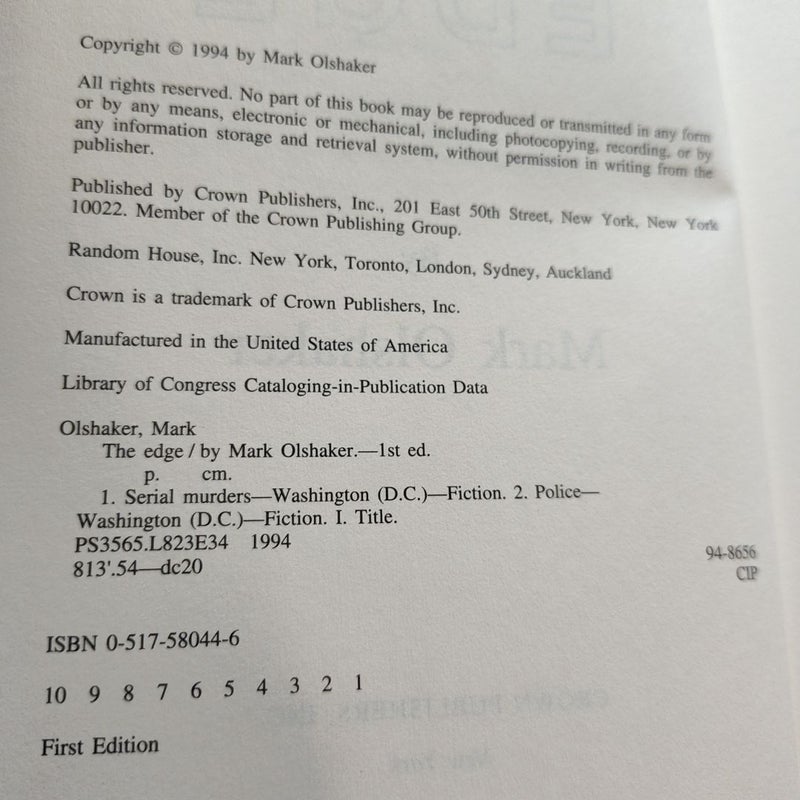 Copyright © 1994 by Mark Olshaker
All rights reserved. No part of this book may be reproduced or transmitted in any form
or by any means, electronic or mechanical, including photocopying, recording, or by
any information storage and retrieval system, without permission in writing from the
publisher.
Published by Crown Publishers, Inc., 201 East 50th Street, New York, New York
10022. Member of the Crown Publishing Group.
Random House, Inc. New York, Toronto, London, Sydney, Auckland
Crown is a trademark of Crown Publishers, Inc.
Manufactured in the United States of America
Library of Congress Cataloging-in-Publication Data
Olshaker, Mark
The edge / by Mark Olshaker.—1st ed.
p. cm.
1. Serial murders—Washington (D.C.)—Fiction. 2. Police—
Washington (D.C.)—Fiction. I. Title.
PS3565.L823E34 1994
813'.54—dc20
94-8656
CIP
ISBN 0-517-58044-6
10 9 8 7 6 5 4 3 2 1
First Edition